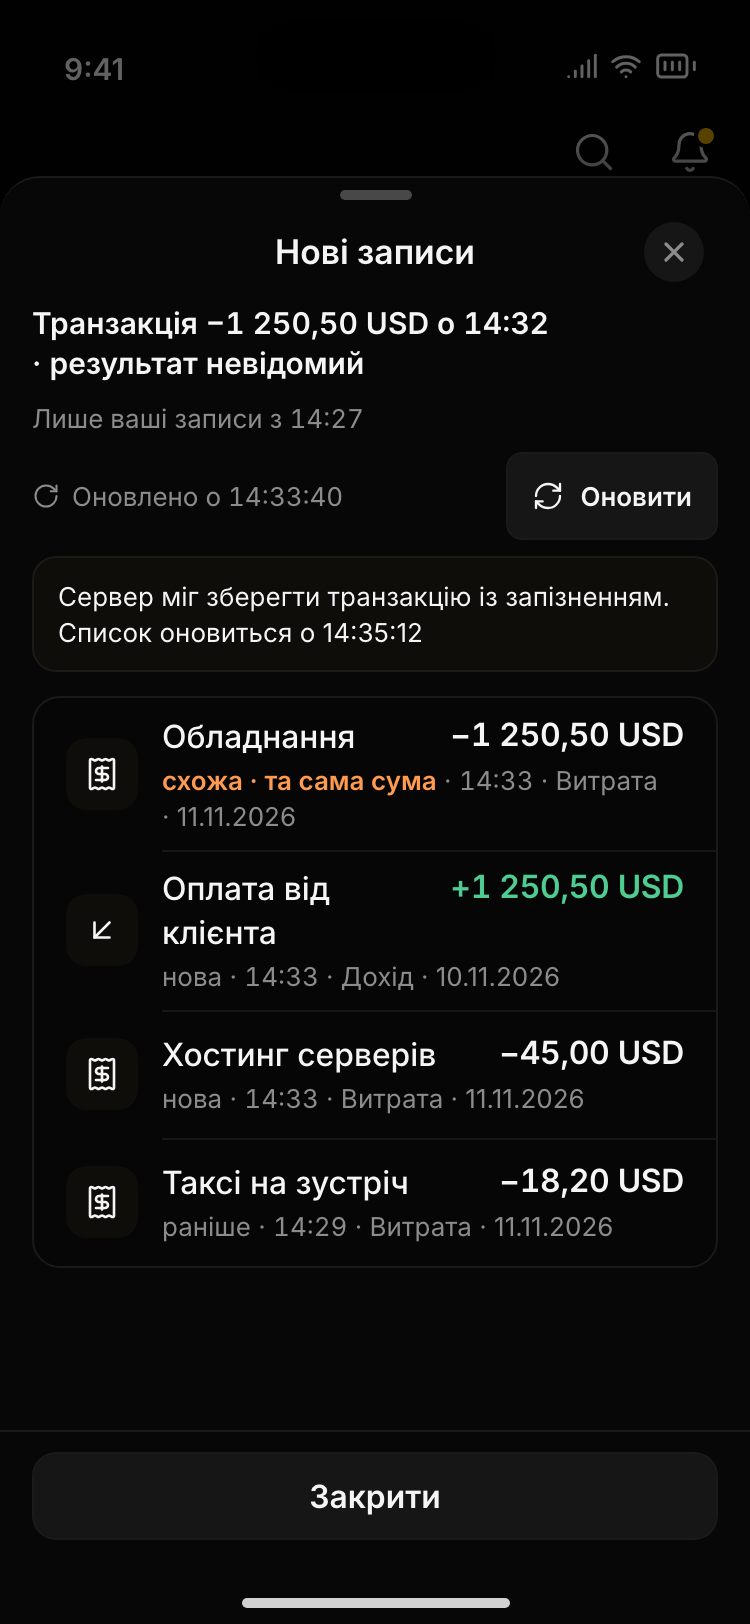 9:41
Нові записи
Транзакція −1 250,50 USD о 14:32
· результат невідомий
Лише ваші записи з 14:27
Оновлено о 14:33:40
Оновити
Сервер міг зберегти транзакцію із запізненням.
Список оновиться о 14:35:12
Обладнання −1 250,50 USD
схожа · та сама сума · 14:33 · Витрата
· 11.11.2026
Оплата від +1 250,50 USD
клієнта
нова · 14:33 · Дохід · 10.11.2026
Хостинг серверів −45,00 USD
нова · 14:33 · Витрата · 11.11.2026
Таксі на зустріч −18,20 USD
раніше · 14:29 · Витрата · 11.11.2026
Закрити